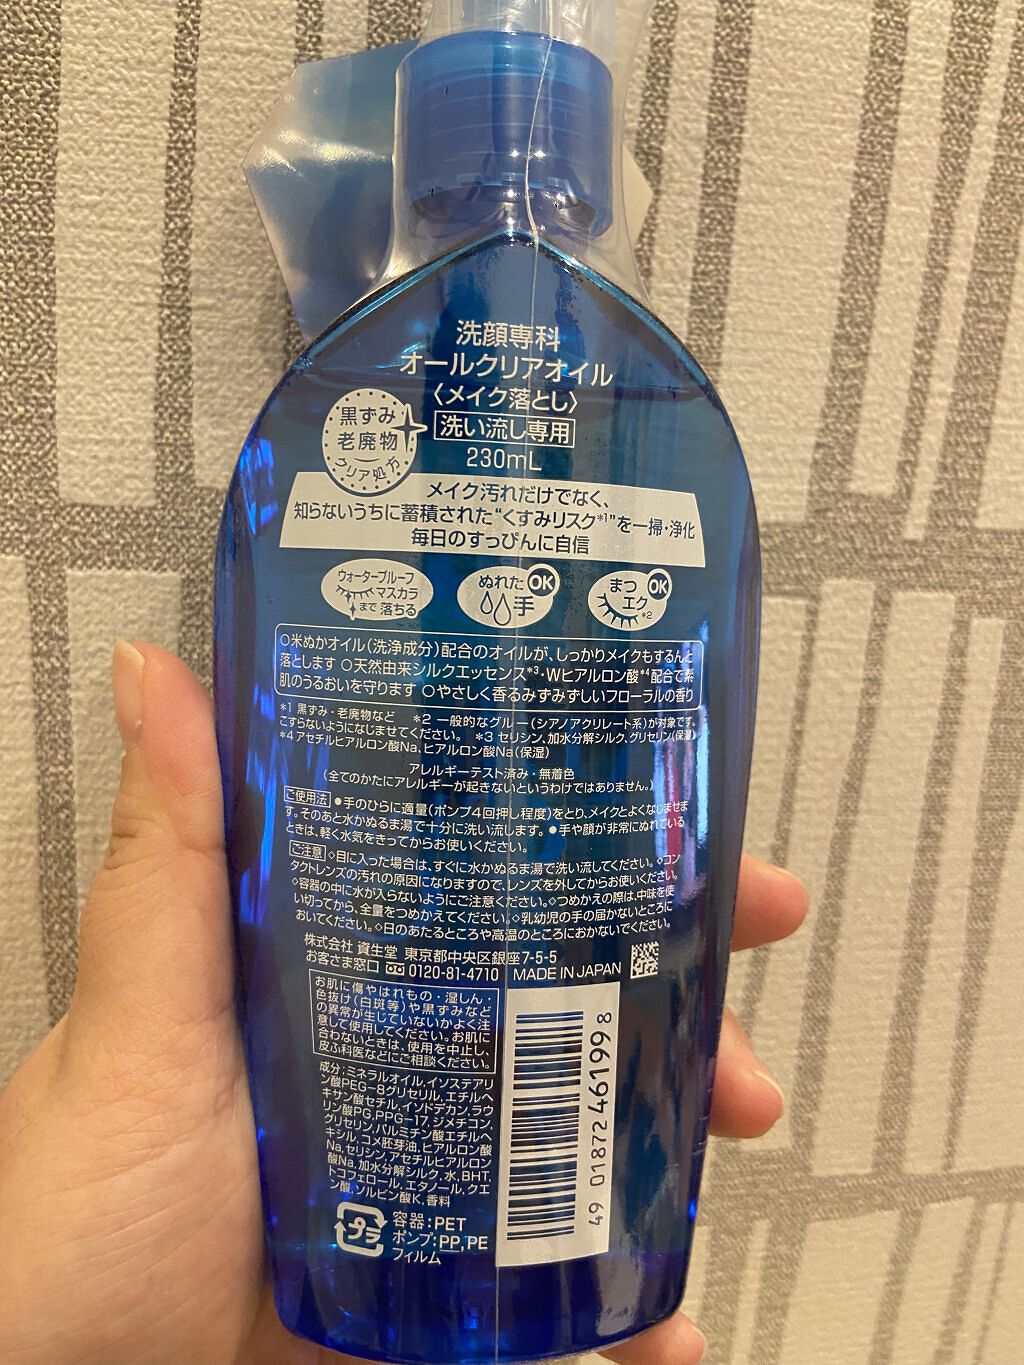 洗顔専科
オールクリアオイル
〈メイク落とし〉
洗い流し専用
230mL
黒ずみ
老廃物
クリア処方
メイク汚れだけでなく、
知らないうちに蓄積された“くすみリスク*1”を一掃・浄化
毎日のすっぴんに自信
ウォータープルーフ
マスカラ
まで 落ちる
ぬれた OK
手
まつ OK
エク*2
○米ぬかオイル(洗浄成分)配合のオイルが、しっかりメイクもするんと
落とします ○天然由来シルクエッセンス*3・Wヒアルロン酸*4配合で素
肌のうるおいを守ります ○やさしく香るみずみずしいフローラルの香り
*1 黒ずみ・老廃物など *2 一般的なグルー(シアノアクリレート系)が対象です。
こすらないようになじませてください。 *3 セリシン、加水分解シルク、グリセリン(保湿)
*4 アセチルヒアルロン酸Na、ヒアルロン酸Na(保湿)
アレルギーテスト済み・無着色
(全てのかたにアレルギーが起きないというわけではありません。)
ご使用法 ●手のひらに適量(ポンプ4回押し程度)をとり、メイクとよくなじませま
す。そのあと水かぬるま湯で十分に洗い流します。●手や顔が非常にぬれている
ときは、軽く水気をきってからお使いください。
ご注意 ◇目に入った場合は、すぐに水かぬるま湯で洗い流してください。◇コン
タクトレンズの汚れの原因になりますので、レンズを外してからお使いください。
◇容器の中に水が入らないようにご注意ください。◇つめかえの際は、中味を使
い切ってから、全量をつめかえてください。◇乳幼児の手の届かないところに
おいてください。◇日のあたるところや高温のところにおかないでください。
株式会社 資生堂 東京都中央区銀座7-5-5
お客さま窓口 0120-81-4710 MADE IN JAPAN
お肌に傷やはれもの・湿しん・
色抜け(白斑等)や黒ずみなど
の異常が生じていないかよく注
意して使用してください。お肌に
合わないときは、使用を中止し、
皮ふ科医などにご相談ください。
成分:ミネラルオイル,イソステアリ
ン酸PEG-8グリセリル,エチルヘ
キサン酸セチル,イソドデカン,ラウ
リン酸PG,PPG-17,ジメチコン,
グリセリン,パルミチン酸エチルヘ
キシル,コメ胚芽油,ヒアルロン酸
Na,セリシン,アセチルヒアルロン
酸Na,加水分解シルク,水,BHT,
トコフェロール,エタノール,クエ
ン酸,ソルビン酸K,香料
プラ
容器:PET
ポンプ:PP,PE
フィルム
49 01872 461998